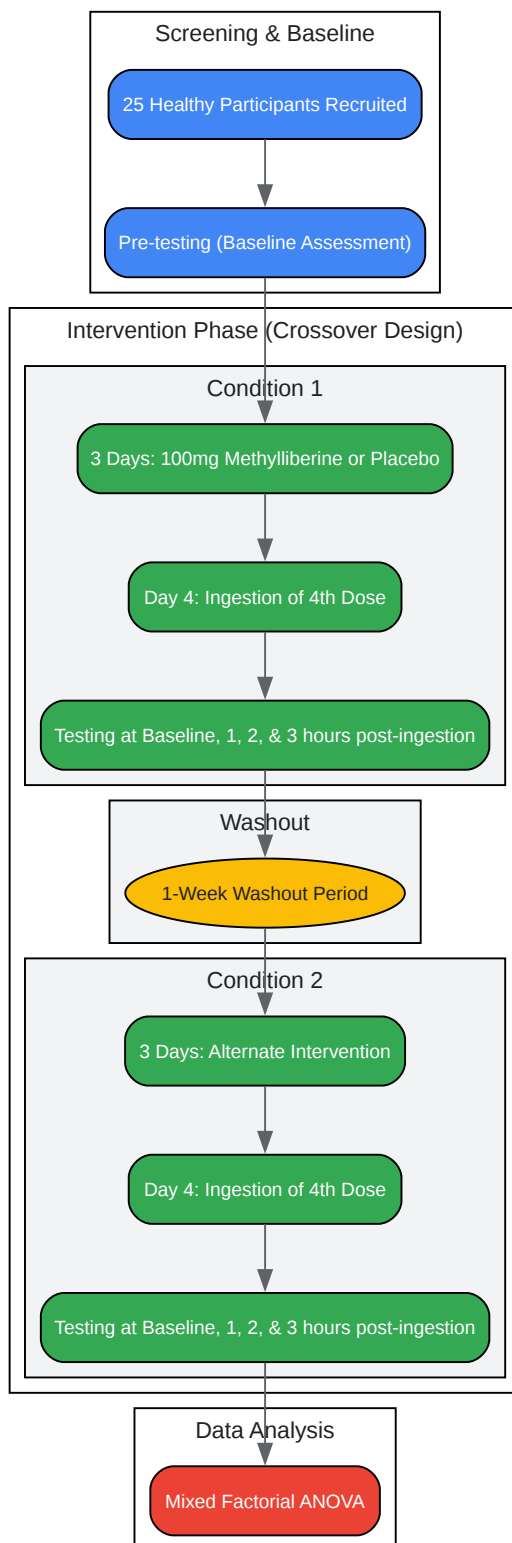 Screening & Baseline
25 Healthy Participants Recruited
Pre-testing (Baseline Assessment)
Intervention Phase (Crossover Design)
Condition 1
3 Days: 100mg Methylliberine or Placebo
Day 4: Ingestion of 4th Dose
Testing at Baseline, 1, 2, & 3 hours post-ingestion
Washout
1-Week Washout Period
Condition 2
3 Days: Alternate Intervention
Day 4: Ingestion of 4th Dose
Testing at Baseline, 1, 2, & 3 hours post-ingestion
Data Analysis
Mixed Factorial ANOVA